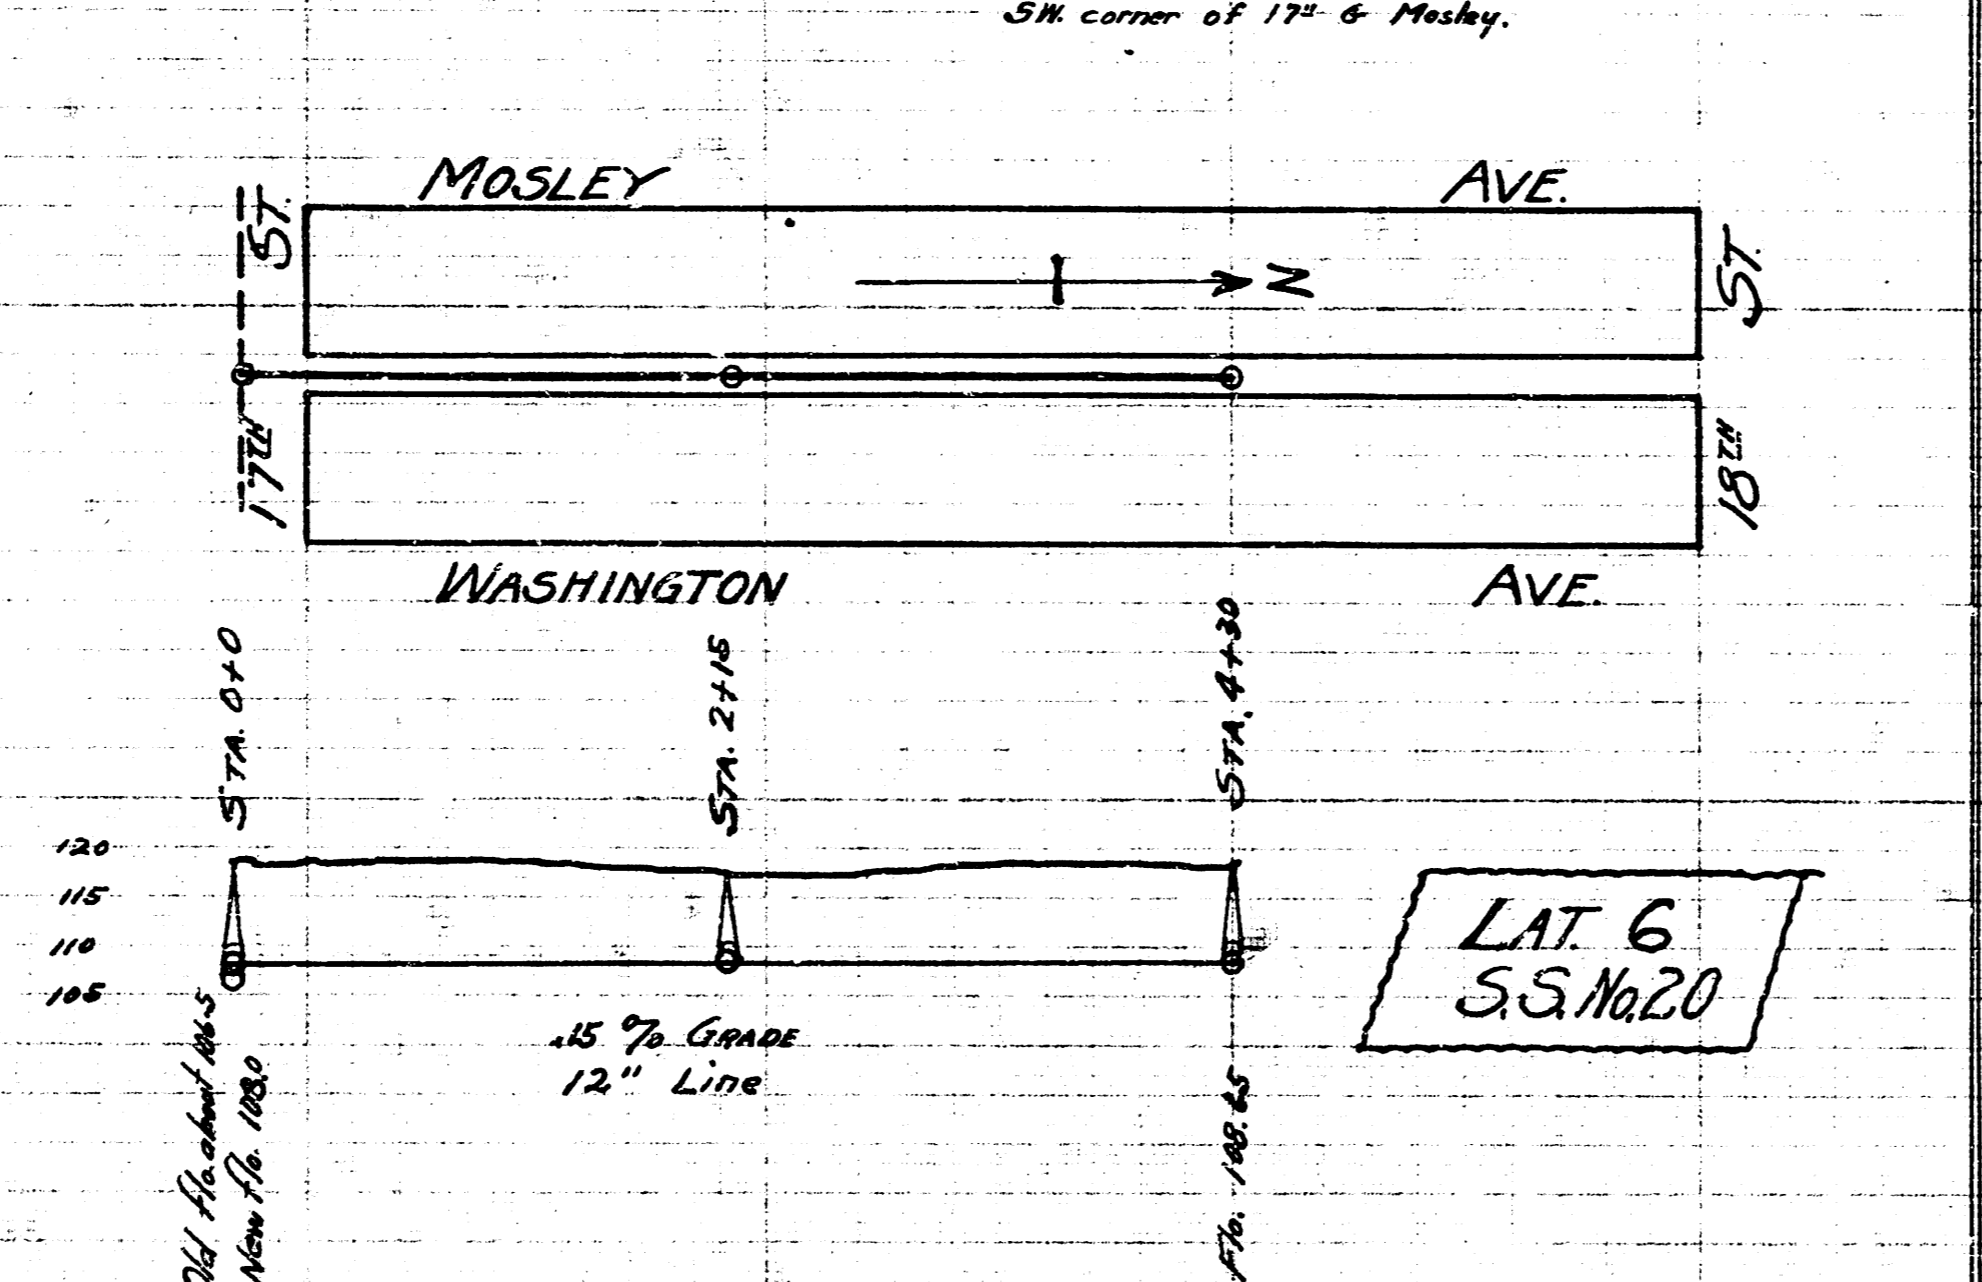 SW. corner of 17th & Mosley.
MOSLEY AVE.
17TH ST.
N
18TH ST.
WASHINGTON AVE.
STA. 0+0
STA. 2+15
STA. 4+30
120
115
110
105
.15 % GRADE
12" Line
Old Flo. about 106.5
New Flo. 108.0
Flo. 108.65
LAT. 6
S.S. No. 20